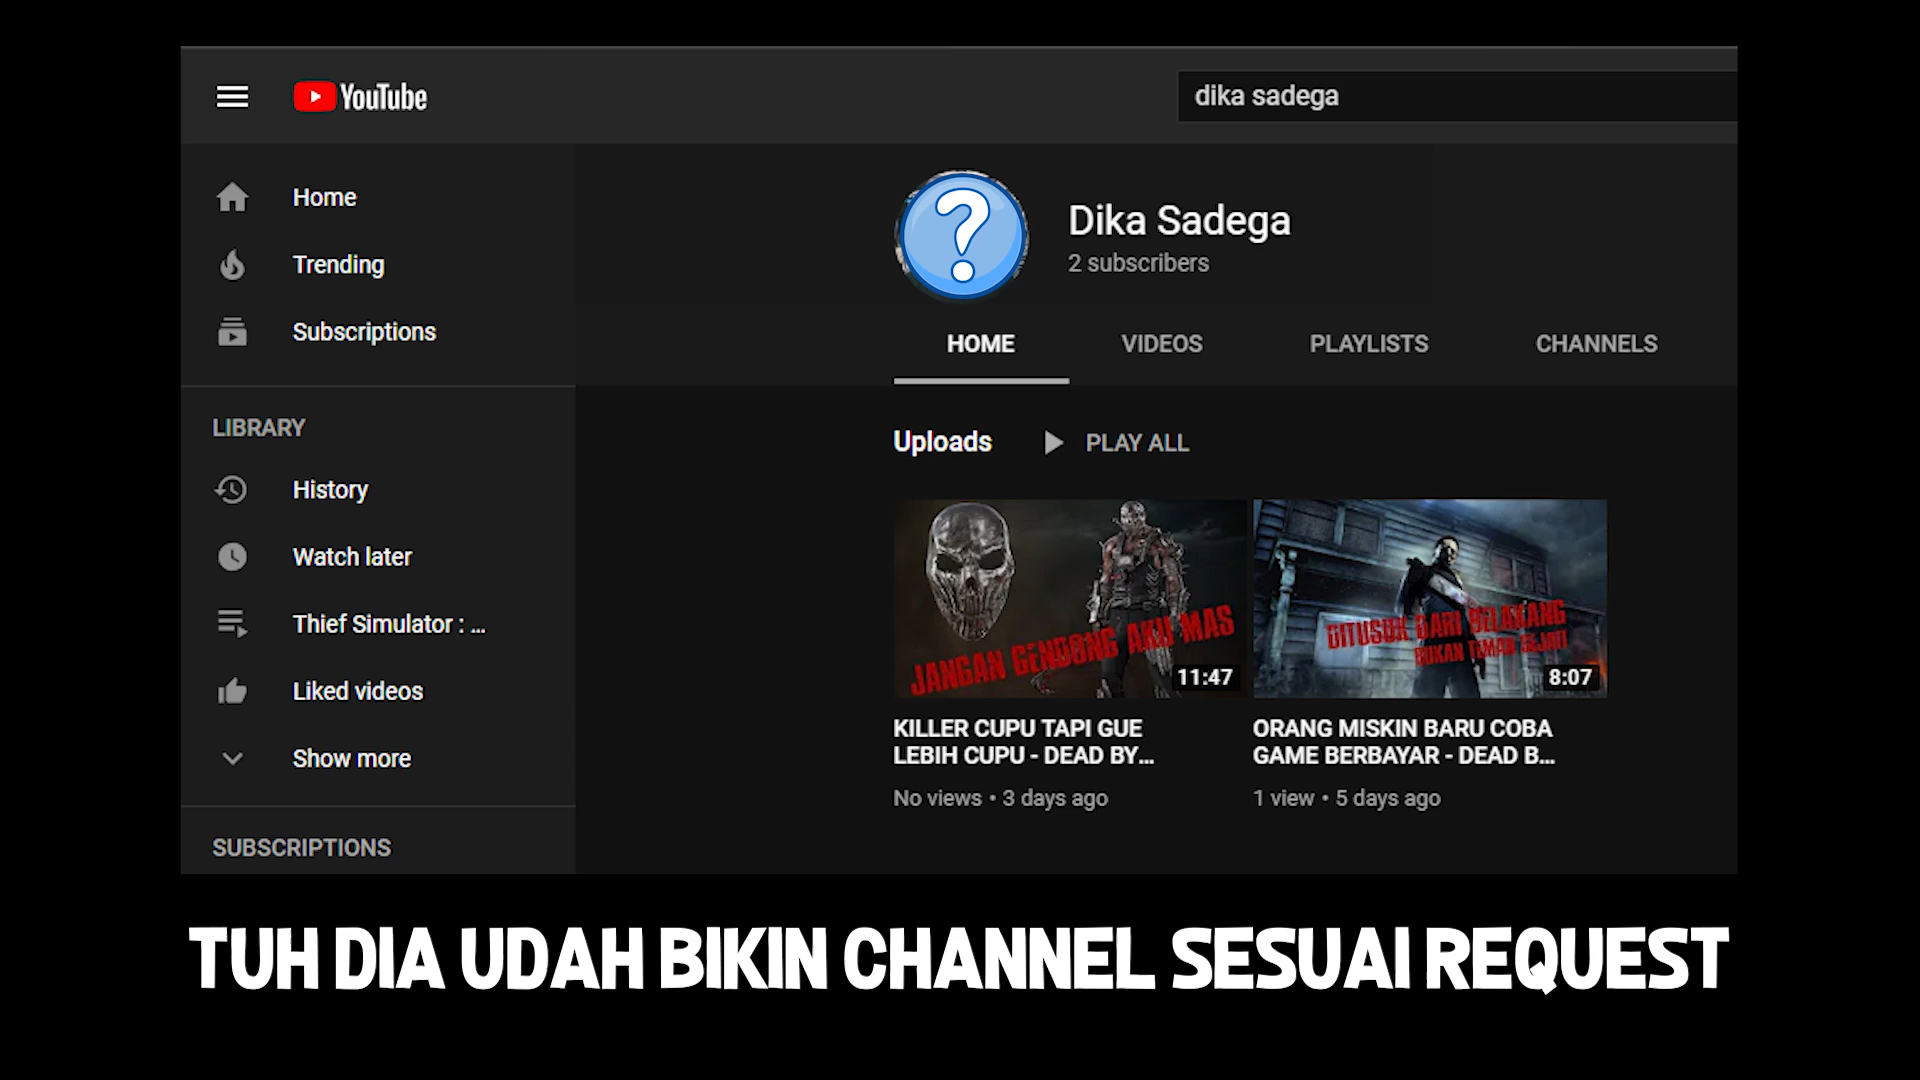 YouTube
dika sadega
Home
Trending
Subscriptions
LIBRARY
History
Watch later
Thief Simulator : ...
Liked videos
Show more
SUBSCRIPTIONS
?
Dika Sadega
2 subscribers
HOME VIDEOS PLAYLISTS CHANNELS
Uploads PLAY ALL
JANGAN GENDONG AKU MAS
11:47
KILLER CUPU TAPI GUE
LEBIH CUPU - DEAD BY...
No views • 3 days ago
DITUSUK DARI BELAKANG
BUKAN TEMAN SEJATI
8:07
ORANG MISKIN BARU COBA
GAME BERBAYAR - DEAD B...
1 view • 5 days ago
TUH DIA UDAH BIKIN CHANNEL SESUAI REQUEST